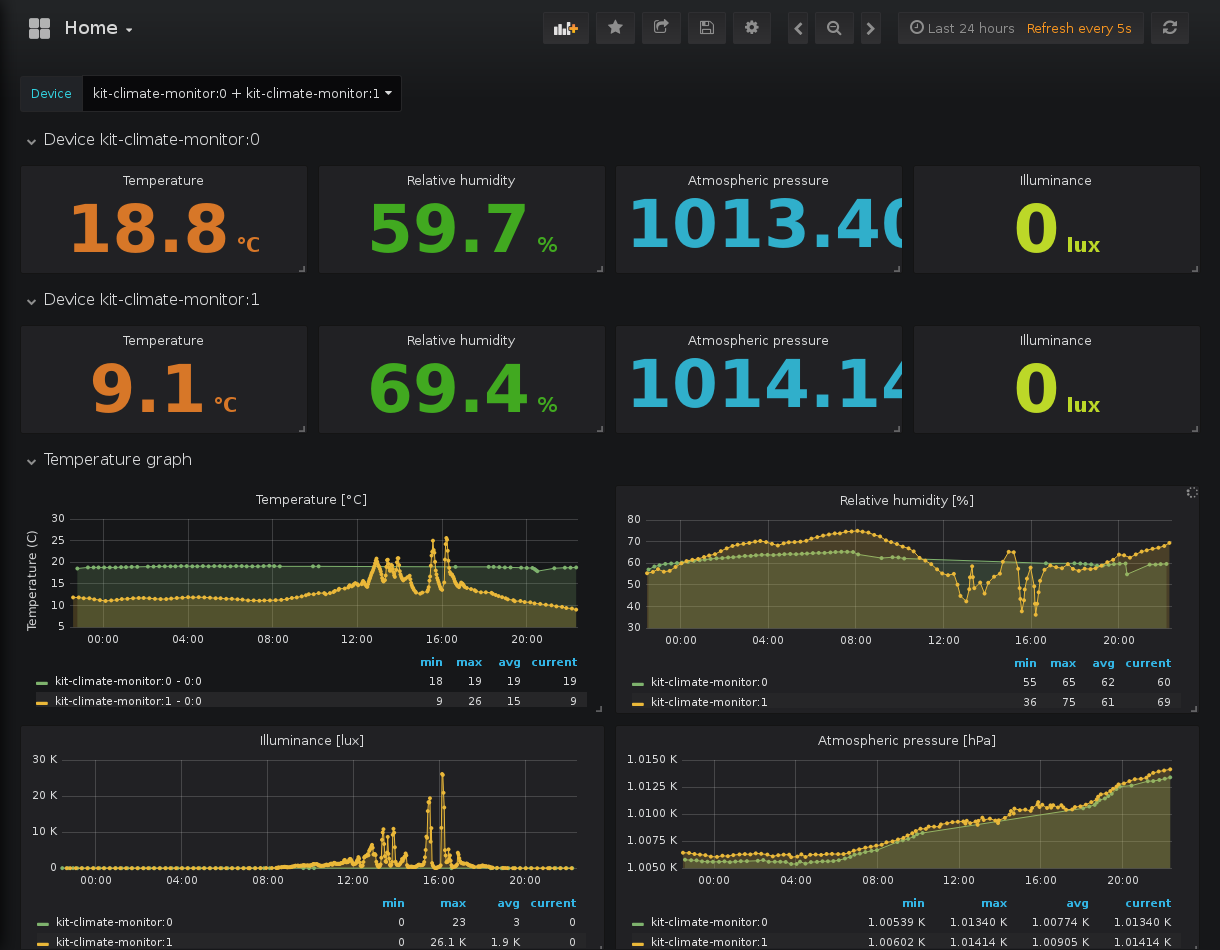 Home
Last 24 hours Refresh every 5s
Device kit-climate-monitor:0 + kit-climate-monitor:1
Device kit-climate-monitor:0
Temperature Relative humidity Atmospheric pressure Illuminance
18.8 °C 59.7 % 1013.40 0 lux
Device kit-climate-monitor:1
Temperature Relative humidity Atmospheric pressure Illuminance
9.1 °C 69.4 % 1014.14 0 lux
Temperature graph
Temperature [°C]
Temperature (C)
30
25
20
15
10
5
00:00 04:00 08:00 12:00 16:00 20:00
min max avg current
kit-climate-monitor:0 - 0:0 18 19 19 19
kit-climate-monitor:1 - 0:0 9 26 15 9
Relative humidity [%]
80
70
60
50
40
30
00:00 04:00 08:00 12:00 16:00 20:00
min max avg current
kit-climate-monitor:0 55 65 62 60
kit-climate-monitor:1 36 75 61 69
Illuminance [lux]
30 K
20 K
10 K
0
00:00 04:00 08:00 12:00 16:00 20:00
min max avg current
kit-climate-monitor:0 0 23 3 0
kit-climate-monitor:1 0 26.1 K 1.9 K 0
Atmospheric pressure [hPa]
1.0150 K
1.0125 K
1.0100 K
1.0075 K
1.0050 K
00:00 04:00 08:00 12:00 16:00 20:00
min max avg current
kit-climate-monitor:0 1.00539 K 1.01340 K 1.00774 K 1.01340 K
kit-climate-monitor:1 1.00602 K 1.01414 K 1.00905 K 1.01414 K